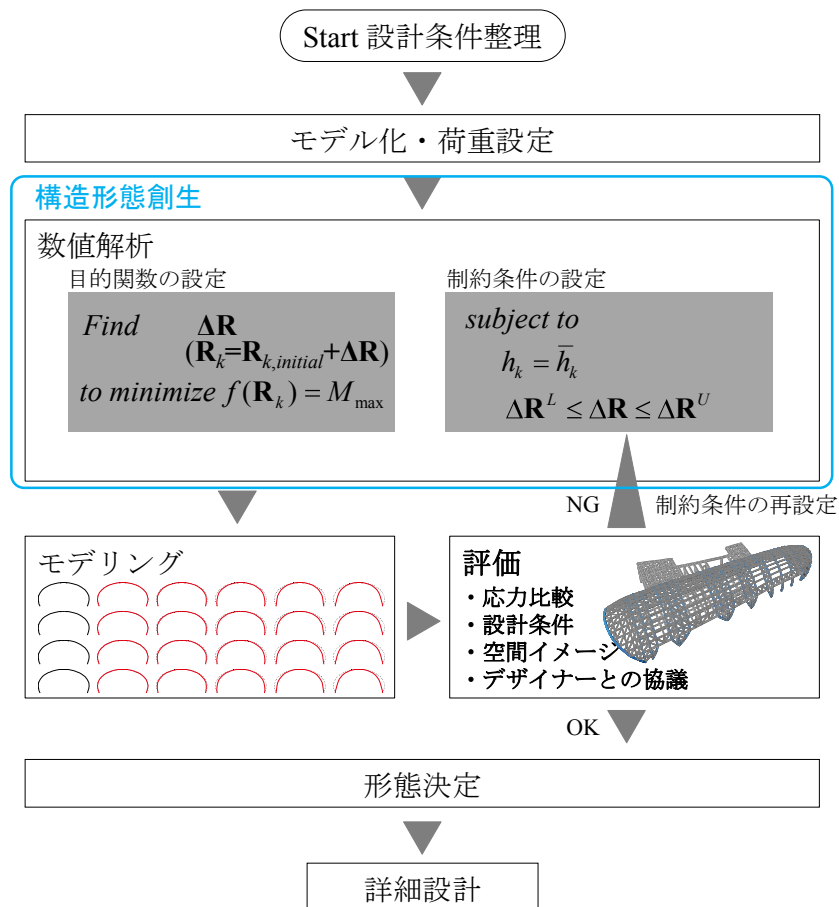 Start 設計条件整理
モデル化・荷重設定
構造形態創生
数値解析
目的関数の設定
Find ΔR
(R_k=R_{k,initial}+ΔR)
to minimize f(R_k) = M_max
制約条件の設定
subject to
h_k = \overline{h}_k
ΔR^L ≤ ΔR ≤ ΔR^U
NG
制約条件の再設定
モデリング
評価
・応力比較
・設計条件
・空間イメージ
・デザイナーとの協議
OK
形態決定
詳細設計